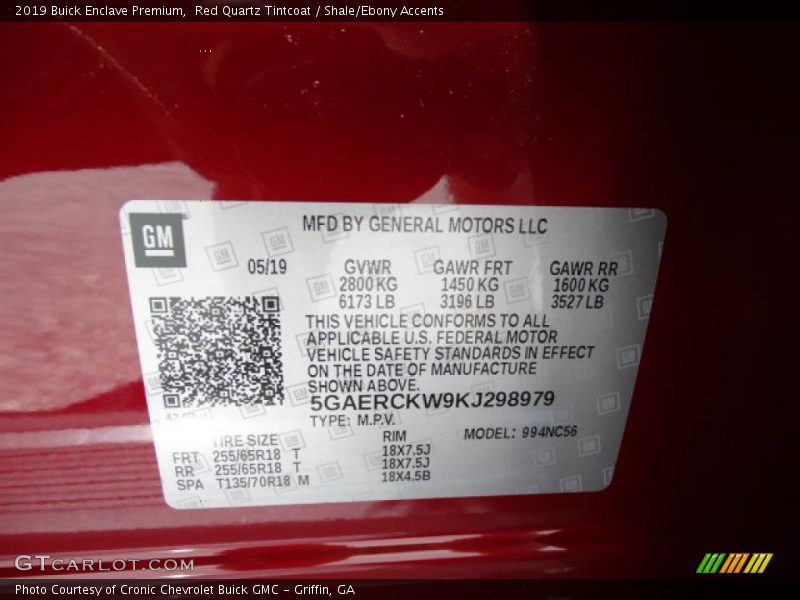 2019 Buick Enclave Premium, Red Quartz Tintcoat / Shale/Ebony Accents
GM
MFD BY GENERAL MOTORS LLC
05/19 GVWR GAWR FRT GAWR RR
2800 KG 1450 KG 1600 KG
6173 LB 3196 LB 3527 LB
THIS VEHICLE CONFORMS TO ALL
APPLICABLE U.S. FEDERAL MOTOR
VEHICLE SAFETY STANDARDS IN EFFECT
ON THE DATE OF MANUFACTURE
SHOWN ABOVE.
5GAERCKW9KJ298979
TYPE: M.P.V.
TIRE SIZE RIM MODEL: 994NC56
FRT 255/65R18 T 18X7.5J
RR 255/65R18 T 18X7.5J
SPA T135/70R18 M 18X4.5B
GTCARLOT.COM
Photo Courtesy of Cronic Chevrolet Buick GMC – Griffin, GA